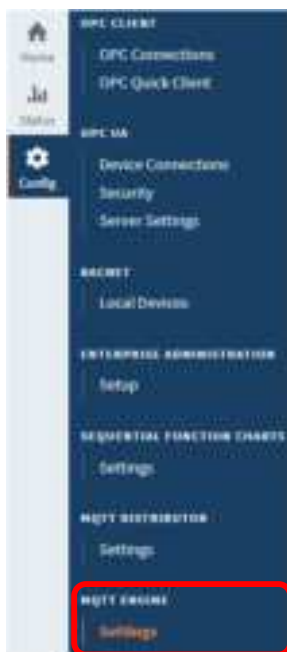 Home
Status
Config
OPC CLIENT
OPC Connections
OPC Quick Client
OPC UA
Device Connections
Security
Server Settings
BACNET
Local Devices
ENTERPRISE ADMINISTRATION
Setup
SEQUENTIAL FUNCTION CHARTS
Settings
MQTT DISTRIBUTOR
Settings
MQTT ENGINE
Settings